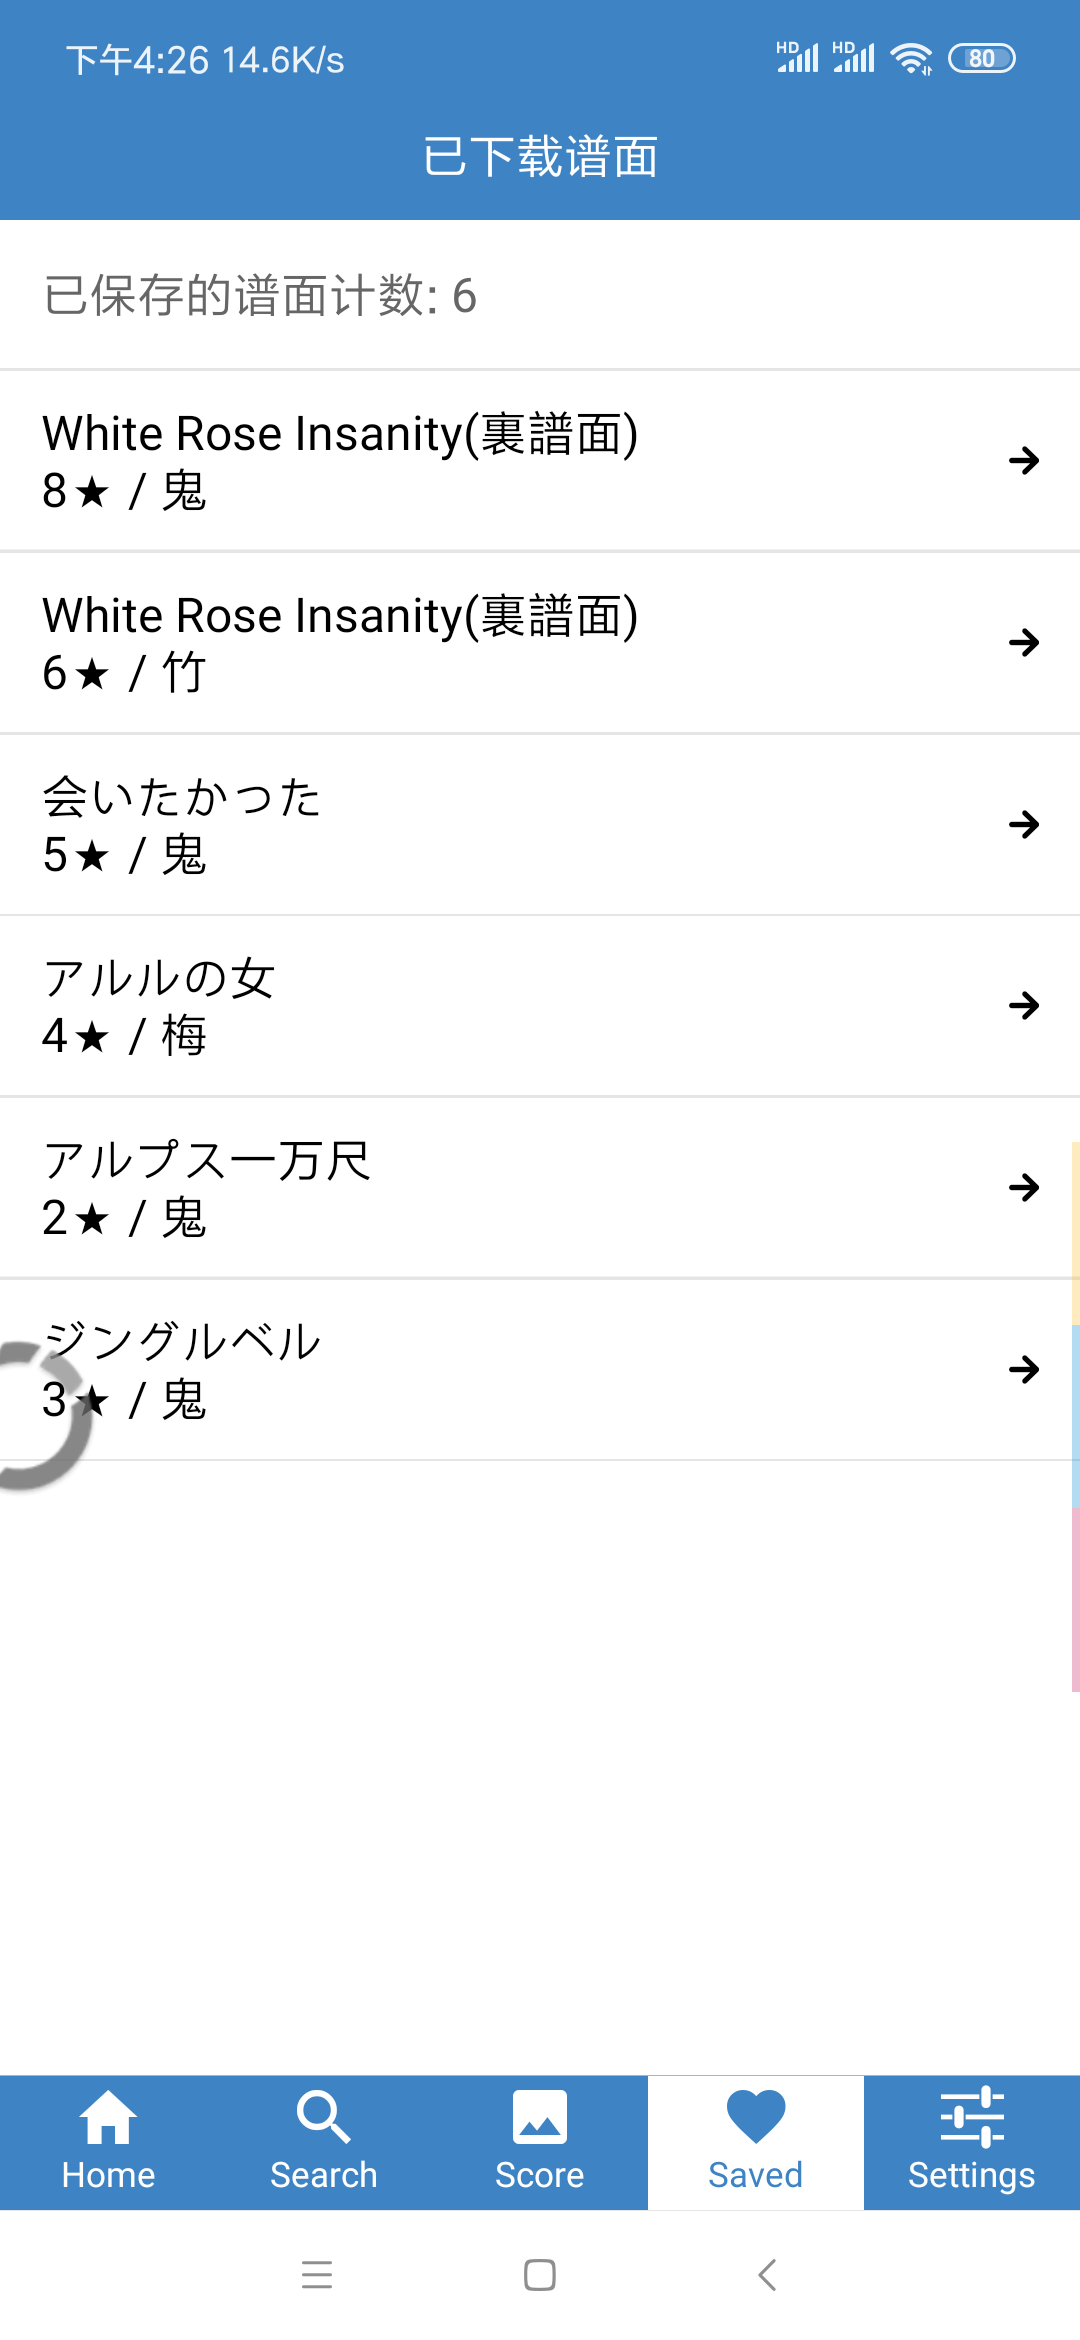 下午4:26 14.6K/s
HD HD 80
已下载谱面
已保存的谱面计数: 6
White Rose Insanity(裏譜面)
8★ / 鬼
White Rose Insanity(裏譜面)
6★ / 竹
会いたかった
5★ / 鬼
アルルの女
4★ / 梅
アルプス一万尺
2★ / 鬼
ジングルベル
3★ / 鬼
Home Search Score Saved Settings